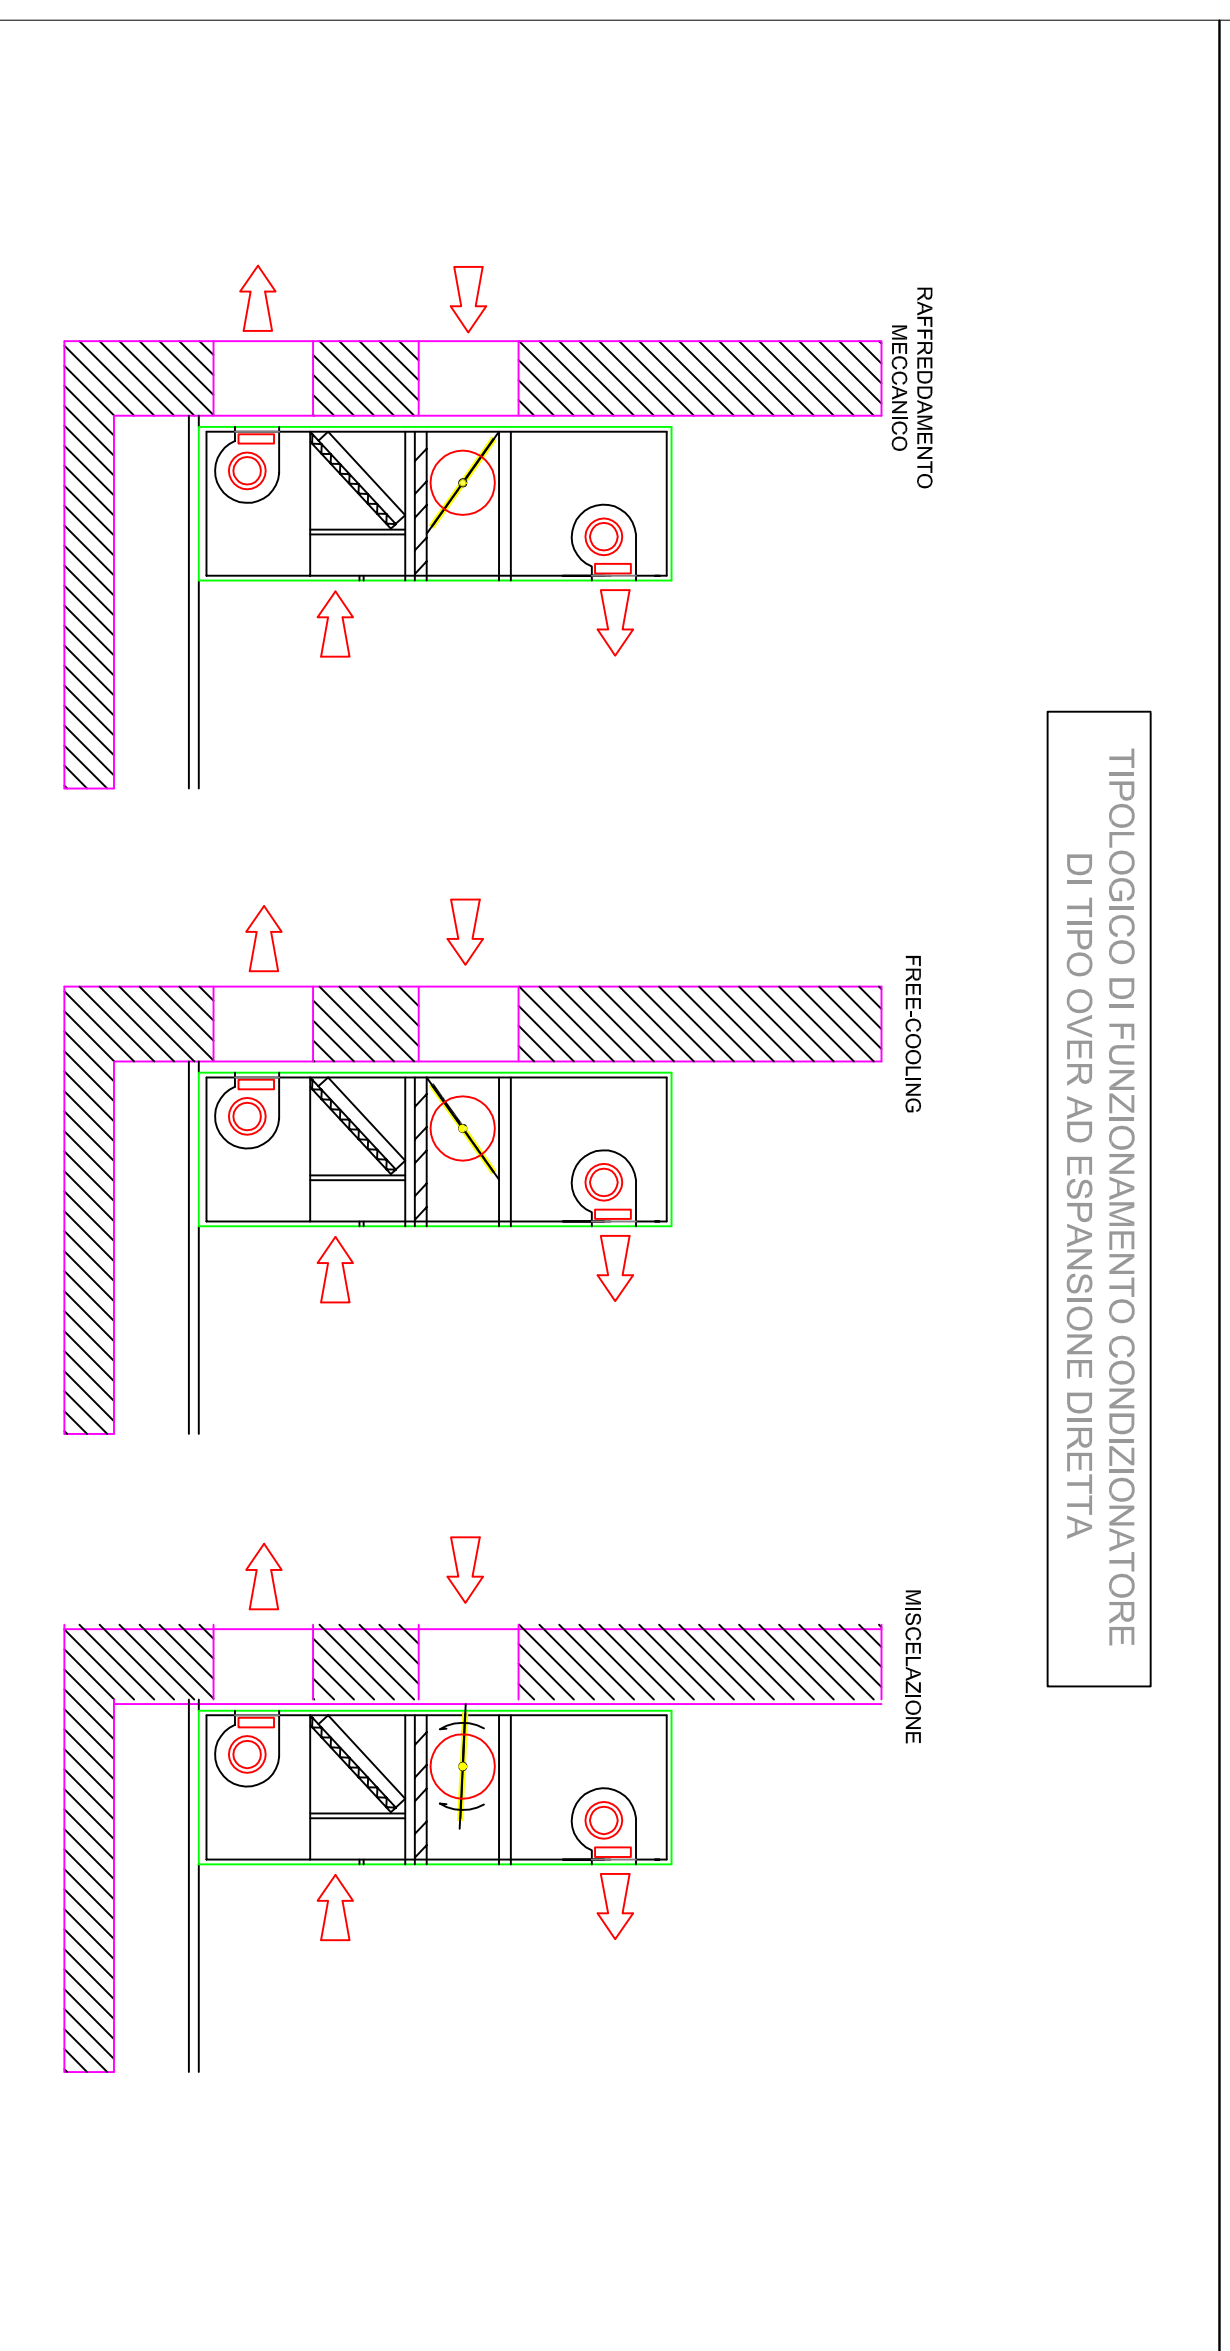 TIPOLOGICO DI FUNZIONAMENTO CONDIZIONATORE
DI TIPO OVER AD ESPANSIONE DIRETTA
RAFFREDDAMENTO
MECCANICO
FREE-COOLING
MISCELAZIONE